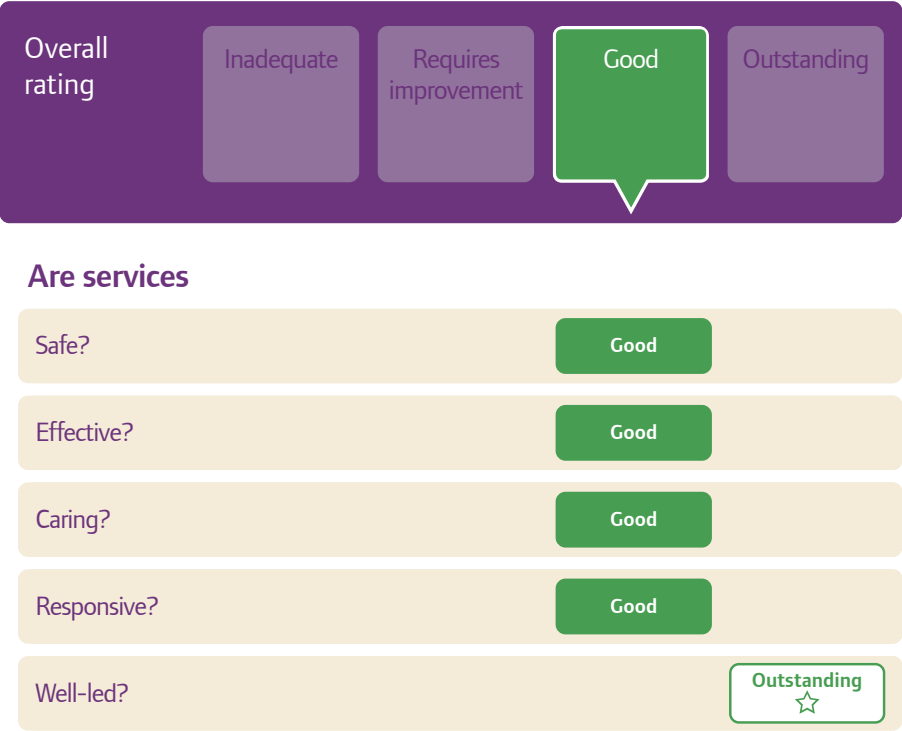 Overall
rating
Inadequate
Requires
improvement
Good
Outstanding
Are services
Safe?
Good
Effective?
Good
Caring?
Good
Responsive?
Good
Well-led?
Outstanding